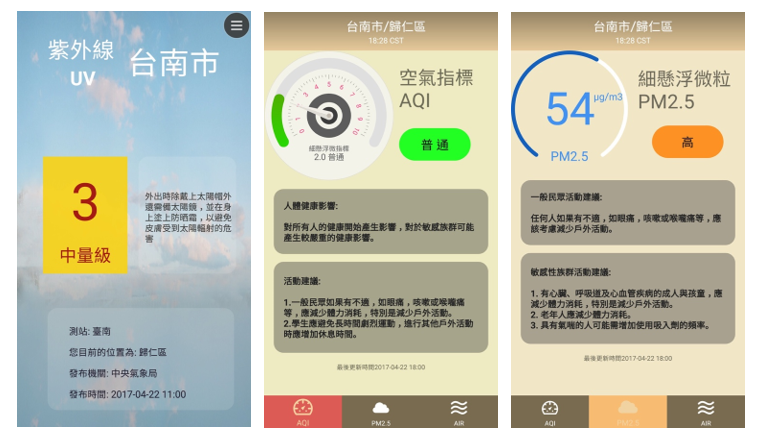 紫外線
UV
台南市
3
中量級
外出時除戴上太陽帽外
還需備太陽鏡，並在身
上塗上防晒霜，以避免
皮膚受到太陽輻射的危
害
測站: 臺南
您目前的位置為: 歸仁區
發布機關: 中央氣象局
發布時間: 2017-04-22 11:00
台南市/歸仁區
18:28 CST
0 1 2 3 4 5 6 7 8 9 10
細懸浮微指標
2.0 普通
空氣指標
AQI
普 通
人體健康影響:
對所有人的健康開始產生影響，對於敏感族群可能
產生較嚴重的健康影響。
活動建議:
1.一般民眾如果有不適，如眼痛，咳嗽或喉嚨痛
等，應減少體力消耗，特別是減少戶外活動。
2.學生應避免長時間劇烈運動，進行其他戶外活動
時應增加休息時間。
最後更新時間2017-04-22 18:00
AQI
PM2.5
AIR
台南市/歸仁區
18:28 CST
54
μg/m3
PM2.5
細懸浮微粒
PM2.5
高
一般民眾活動建議:
任何人如果有不適，如眼痛，咳嗽或喉嚨痛等，應
該考慮減少戶外活動。
敏感性族群活動建議:
1. 有心臟、呼吸道及心血管疾病的成人與孩童，應
減少體力消耗，特別是減少戶外活動。
2. 老年人應減少體力消耗。
3. 具有氣喘的人可能需增加使用吸入劑的頻率。
最後更新時間2017-04-22 18:00
AQI
PM2.5
AIR